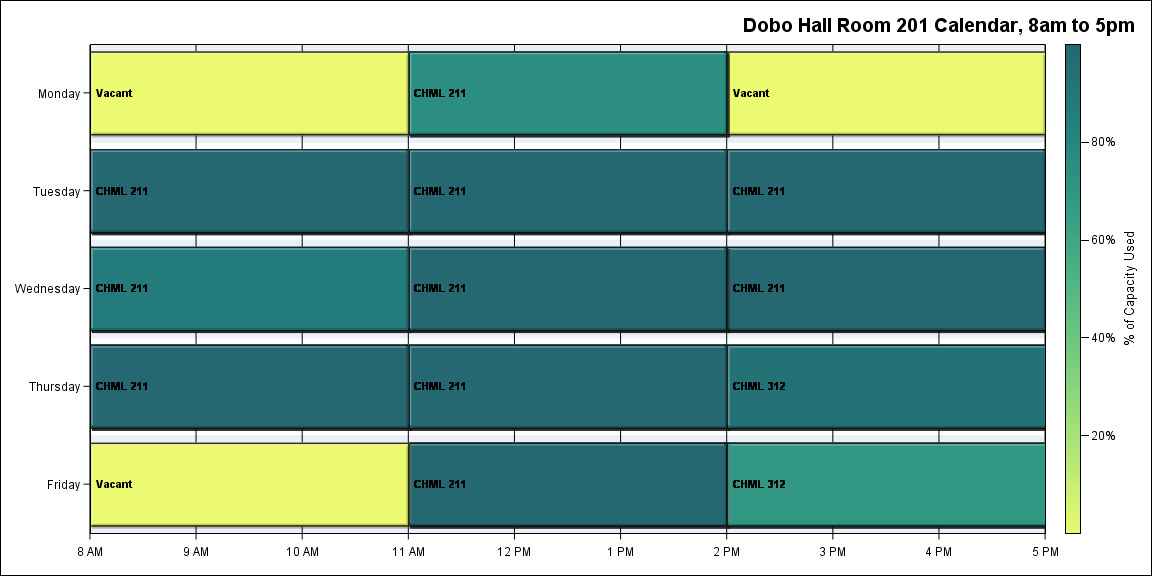 Dobo Hall Room 201 Calendar, 8am to 5pm
Monday
Vacant
CHML 211
Vacant
Tuesday
CHML 211
CHML 211
CHML 211
Wednesday
CHML 211
CHML 211
CHML 211
Thursday
CHML 211
CHML 211
CHML 312
Friday
Vacant
CHML 211
CHML 312
8 AM
9 AM
10 AM
11 AM
12 PM
1 PM
2 PM
3 PM
4 PM
5 PM
80%
60%
40%
20%
% of Capacity Used